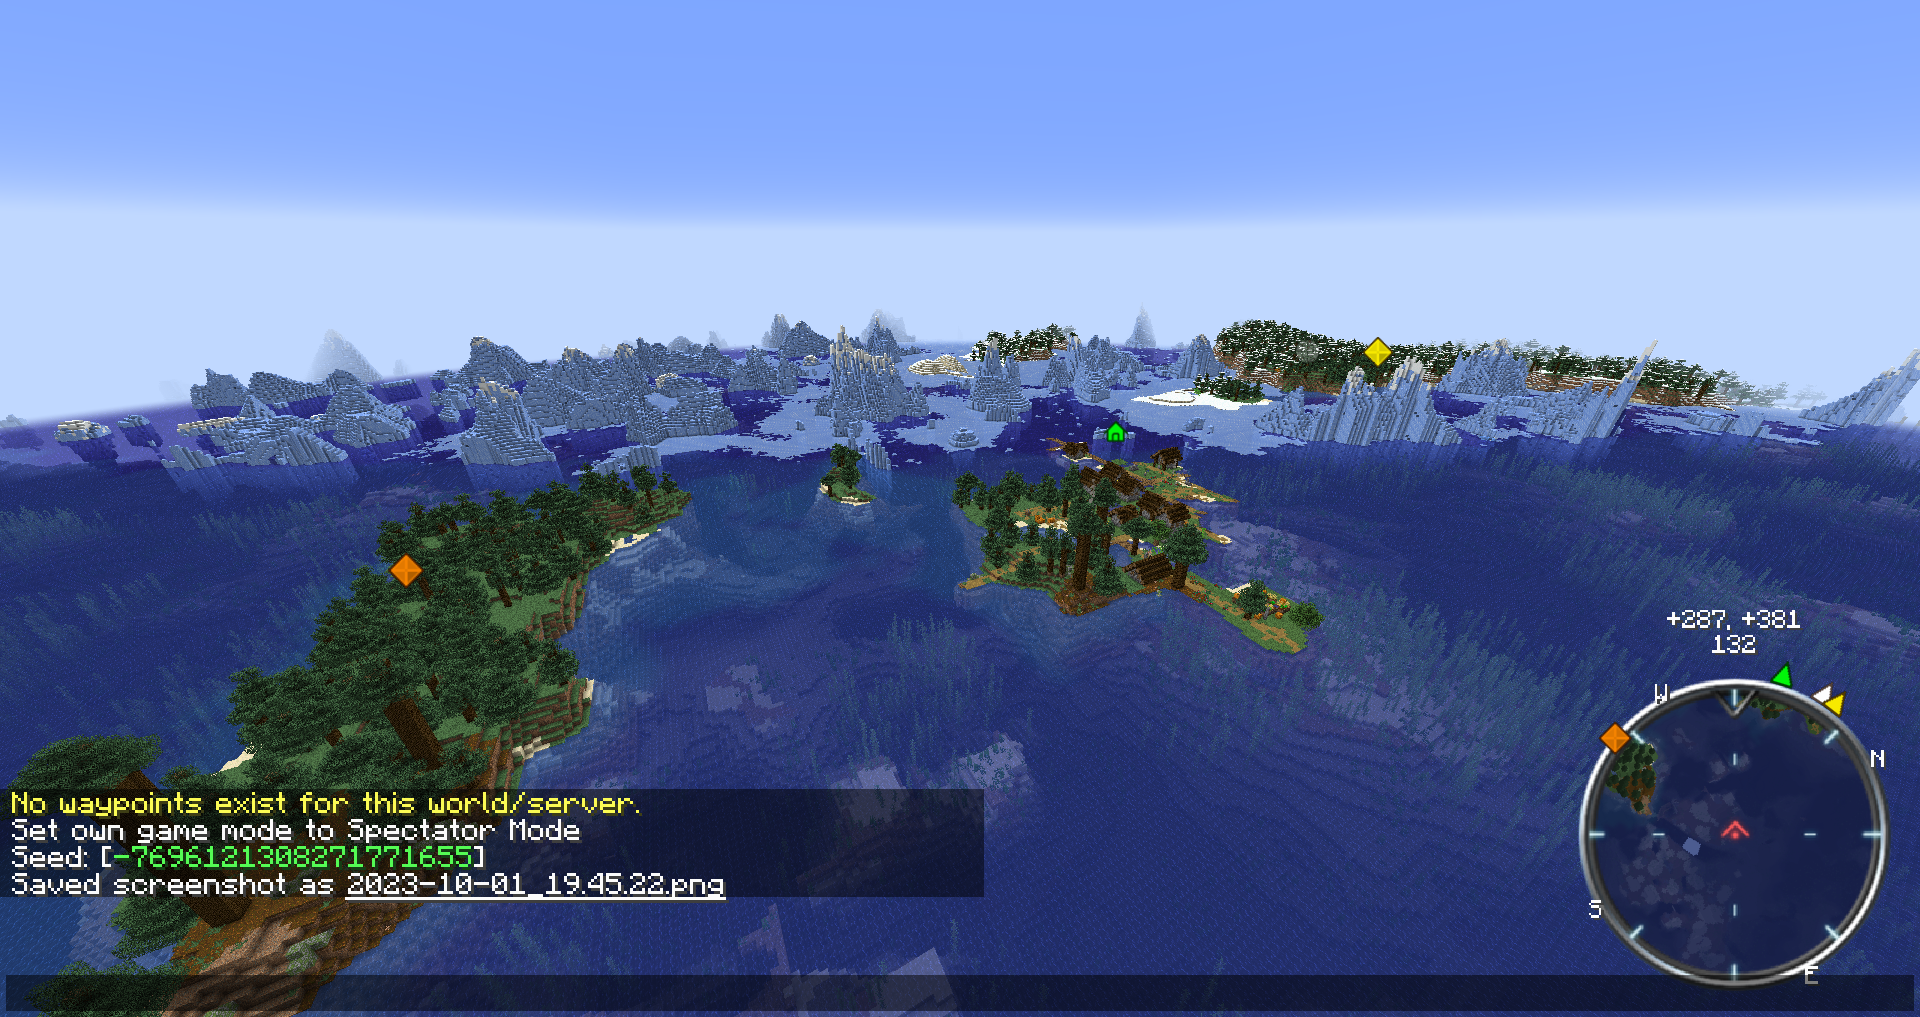 +287, +381
132
W
N
S
E
No waypoints exist for this world/server.
Set own game mode to Spectator Mode
Seed: [-7696121308271771655]
Saved screenshot as 2023-10-01_19.45.22.png